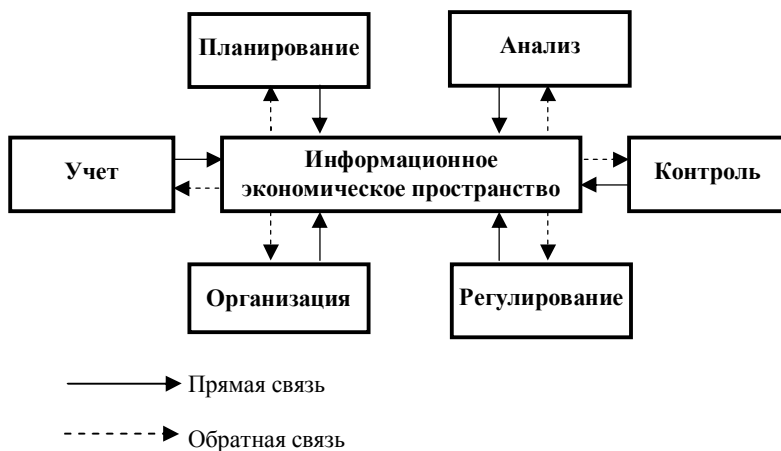 Планирование
Анализ
Учет
Информационное
экономическое пространство
Контроль
Организация
Регулирование
Прямая связь
Обратная связь